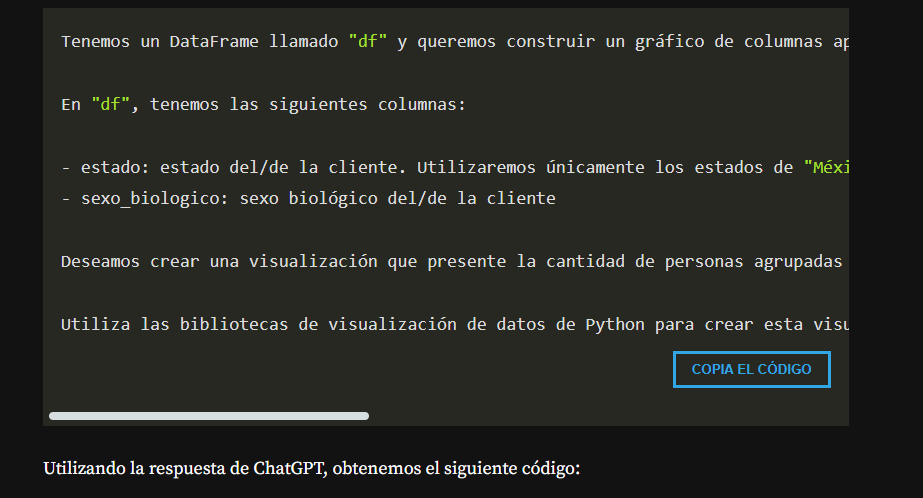 Tenemos un DataFrame llamado "df" y queremos construir un gráfico de columnas
En "df", tenemos las siguientes columnas:
- estado: estado del/de la cliente. Utilizaremos únicamente los estados de
- sexo_biologico: sexo biológico del/de la cliente
Deseamos crear una visualización que presente la cantidad de personas agrupadas
Utiliza las bibliotecas de visualización de datos de Python para crear esta
COPIA EL CÓDIGO
Utilizando la respuesta de ChatGPT, obtenemos el siguiente código: